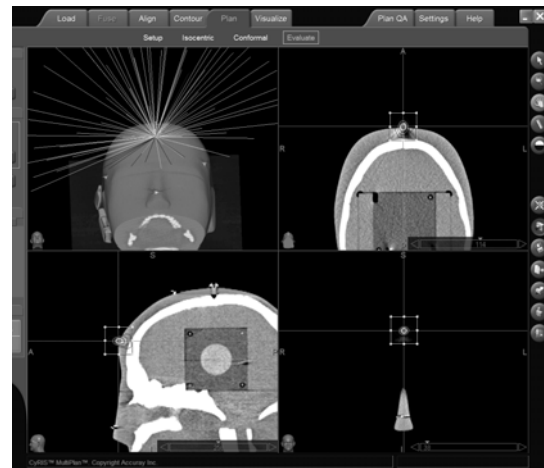 Load Fuse Align Contour Plan Visualize Plan QA Settings Help
Setup Isocentric Conformal Evaluate
A
R L
114
S S
A P R L
CyRIS™ MultiPlan™ Copyright Accuray Inc